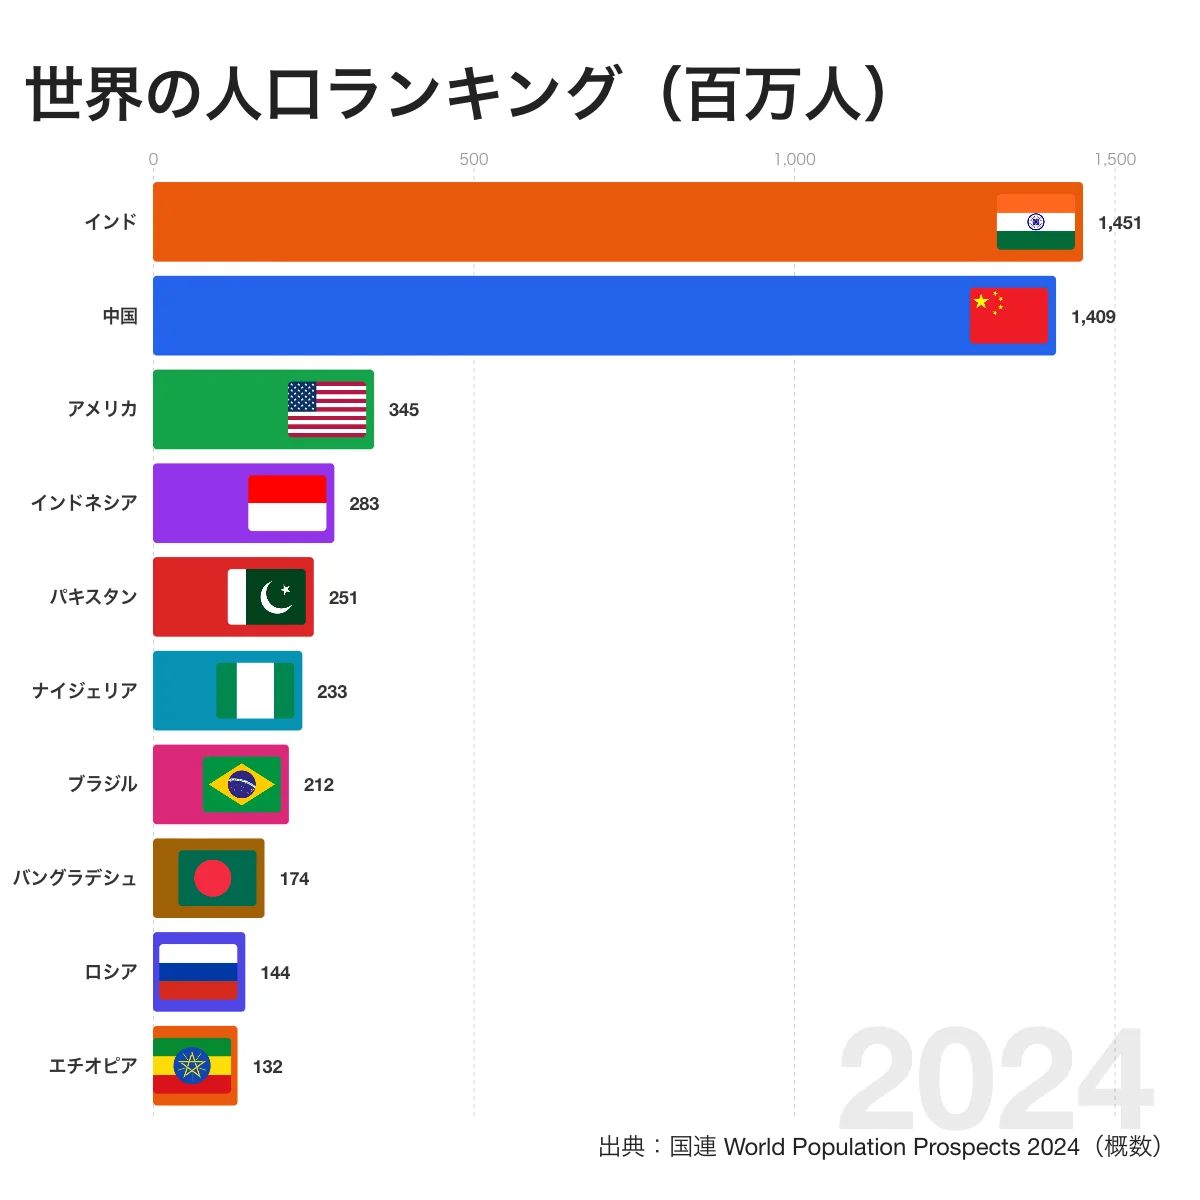 世界の人口ランキング（百万人）
0 500 1,000 1,500
インド 1,451
中国 1,409
アメリカ 345
インドネシア 283
パキスタン 251
ナイジェリア 233
ブラジル 212
バングラデシュ 174
ロシア 144
エチオピア 132
2024
出典：国連 World Population Prospects 2024（概数）